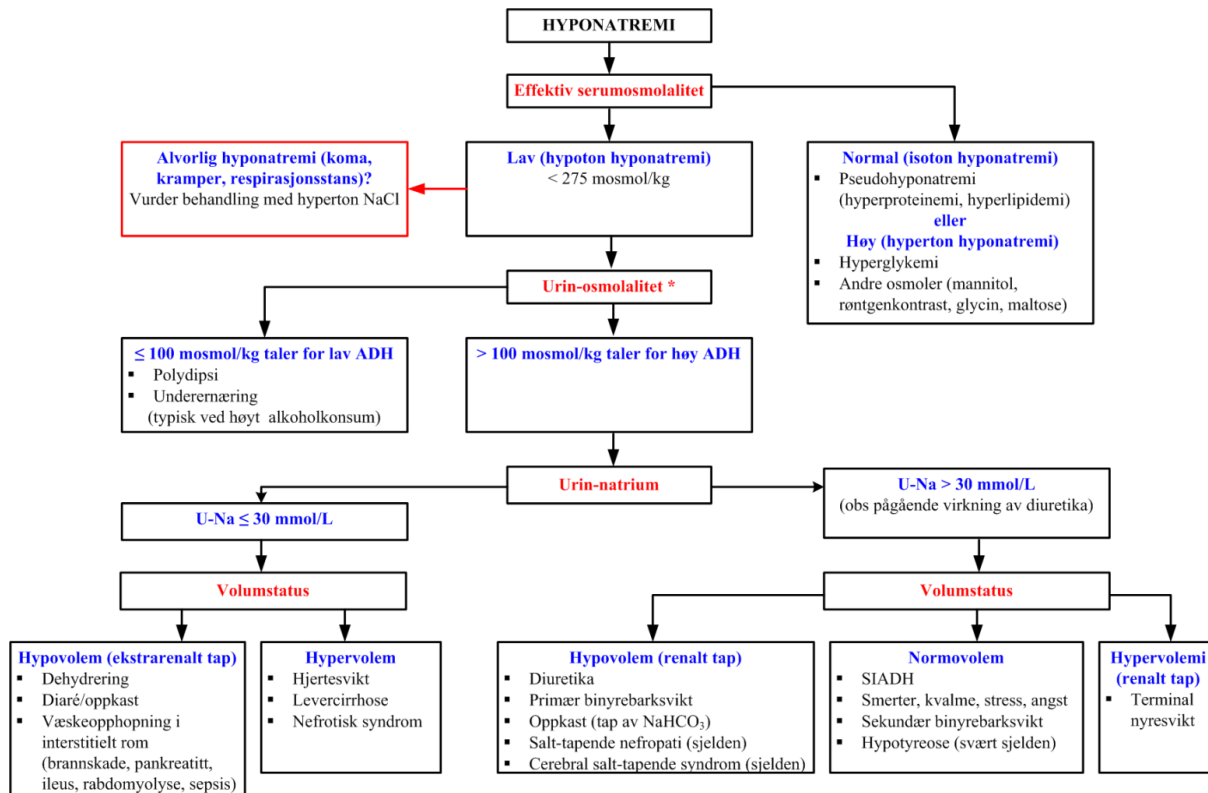 HYPONATREMI
Effektiv serumosmolalitet
Alvorlig hyponatremi (koma,
kramper, respirasjonsstans)?
Vurder behandling med hyperton NaCl
Lav (hypoton hyponatremi)
< 275 mosmol/kg
Normal (isoton hyponatremi)
▪ Pseudohyponatremi
(hyperproteinemi, hyperlipidemi)
eller
Høy (hyperton hyponatremi)
▪ Hyperglykemi
▪ Andre osmoler (mannitol,
røntgenkontrast, glycin, maltose)
Urin-osmolalitet *
≤ 100 mosmol/kg taler for lav ADH
▪ Polydipsi
▪ Underernæring
(typisk ved høyt alkoholkonsum)
> 100 mosmol/kg taler for høy ADH
Urin-natrium
U-Na ≤ 30 mmol/L
U-Na > 30 mmol/L
(obs pågående virkning av diuretika)
Volumstatus
Volumstatus
Hypovolem (ekstrarenalt tap)
▪ Dehydrering
▪ Diaré/oppkast
▪ Væskeopphopning i
interstitielt rom
(brannskade, pankreatitt,
ileus, rabdomyolyse, sepsis)
Hypervolem
▪ Hjertesvikt
▪ Levercirrhose
▪ Nefrotisk syndrom
Hypovolem (renalt tap)
▪ Diuretika
▪ Primær binyrebarksvikt
▪ Oppkast (tap av NaHCO₃)
▪ Salt-tapende nefropati (sjelden)
▪ Cerebral salt-tapende syndrom (sjelden)
Normovolem
▪ SIADH
▪ Smerter, kvalme, stress, angst
▪ Sekundær binyrebarksvikt
▪ Hypotyreose (svært sjelden)
Hypervolemi
(renalt tap)
▪ Terminal
nyresvikt